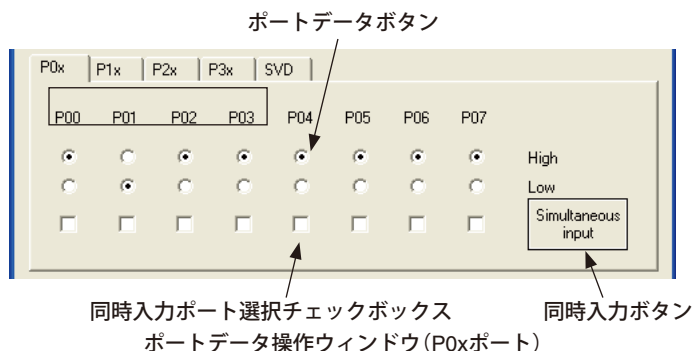 ポートデータボタン
P0x P1x P2x P3x SVD
P00 P01 P02 P03 P04 P05 P06 P07
High
Low
Simultaneous
input
同時入力ポート選択チェックボックス 同時入力ボタン
ポートデータ操作ウィンドウ(P0xポート)